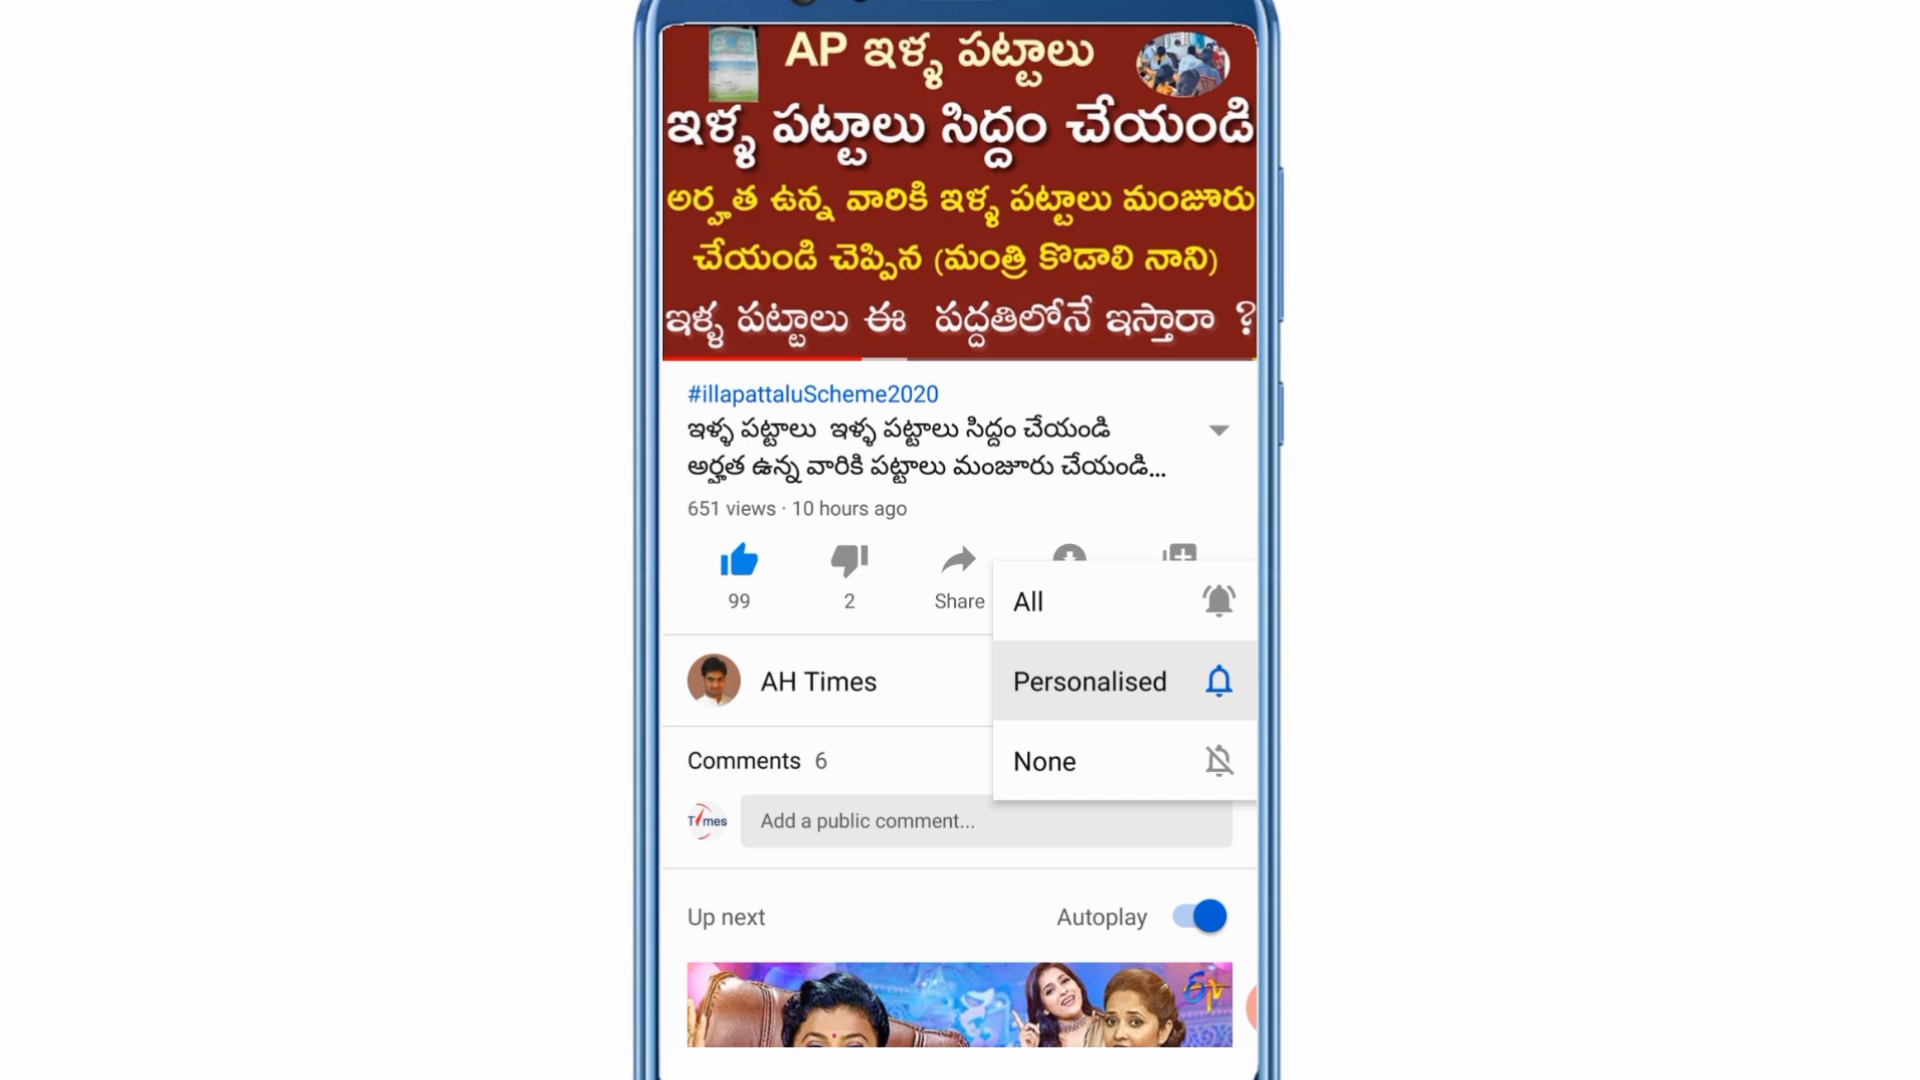 AP ఇళ్ళ పట్టాలు
ఇళ్ళ పట్టాలు సిద్దం చేయండి
అర్హత ఉన్న వారికి ఇళ్ళ పట్టాలు మంజూరు
చేయండి చెప్పిన (మంత్రి కొడాలి నాని)
ఇళ్ళ పట్టాలు ఈ పద్దతిలోనే ఇస్తారా ?
#illapattaluScheme2020
ఇళ్ళ పట్టాలు ఇళ్ళ పట్టాలు సిద్దం చేయండి
అర్హత ఉన్న వారికి పట్టాలు మంజూరు చేయండి...
651 views · 10 hours ago
99
2
Share
All
AH Times
Personalised
Comments 6
None
Times
Add a public comment...
Up next
Autoplay